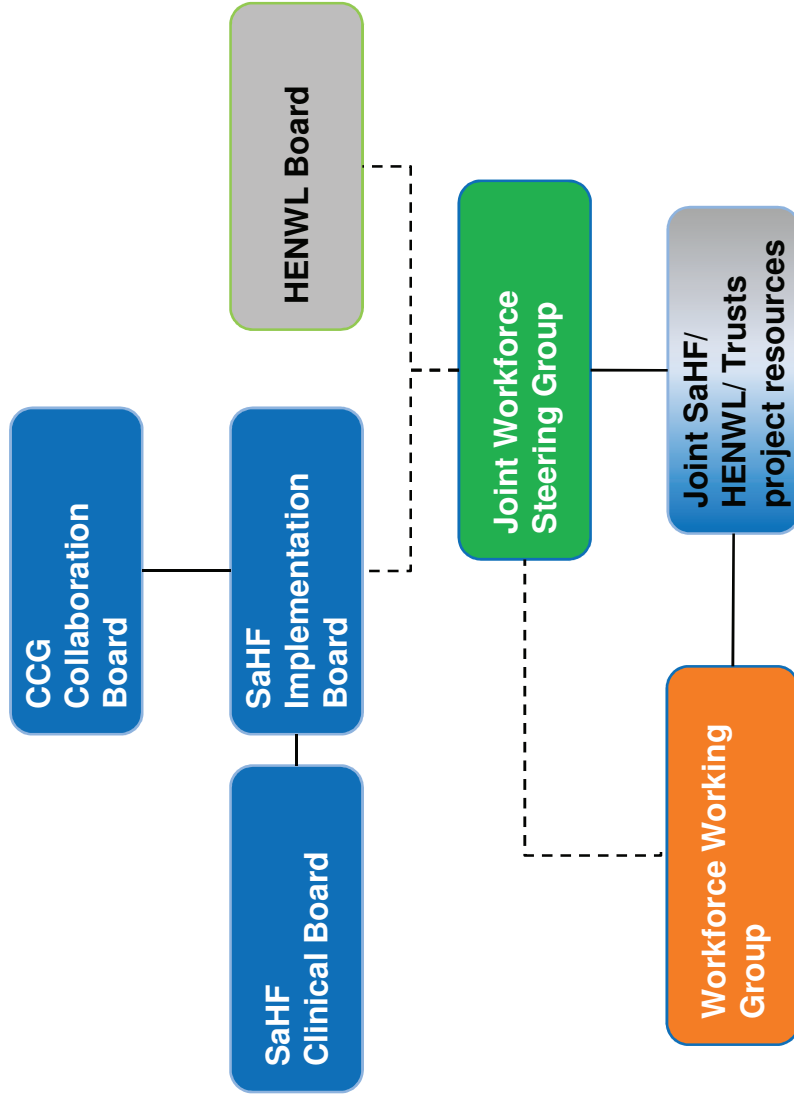 CCG
Collaboration
Board
SaHF
Clinical Board
SaHF
Implementation
Board
HENWL Board
Joint Workforce
Steering Group
Workforce Working
Group
Joint SaHF/
HENWL/ Trusts
project resources